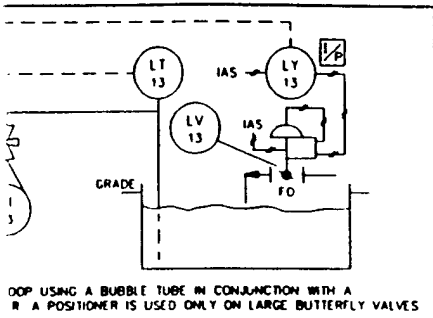 I/P
LT
13
IAS
LY
13
LV
13
IAS
GRADE
FO
3
OOP USING A BUBBLE TUBE IN CONJUNCTION WITH A
R A POSITIONER IS USED ONLY ON LARGE BUTTERFLY VALVES